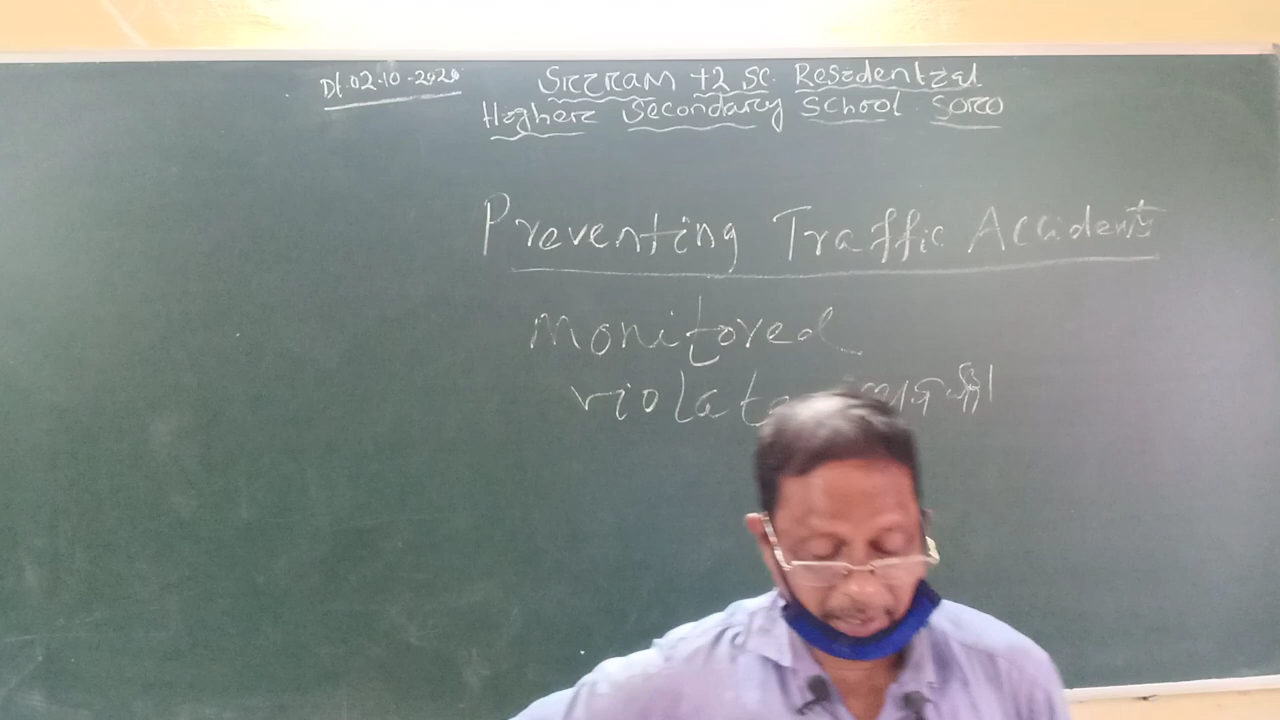 Dt.02.10.2020
SRIRAM +2 SC. Residential
Higher Secondary School. SORO
Preventing Traffic Accidents
Monitored
violate